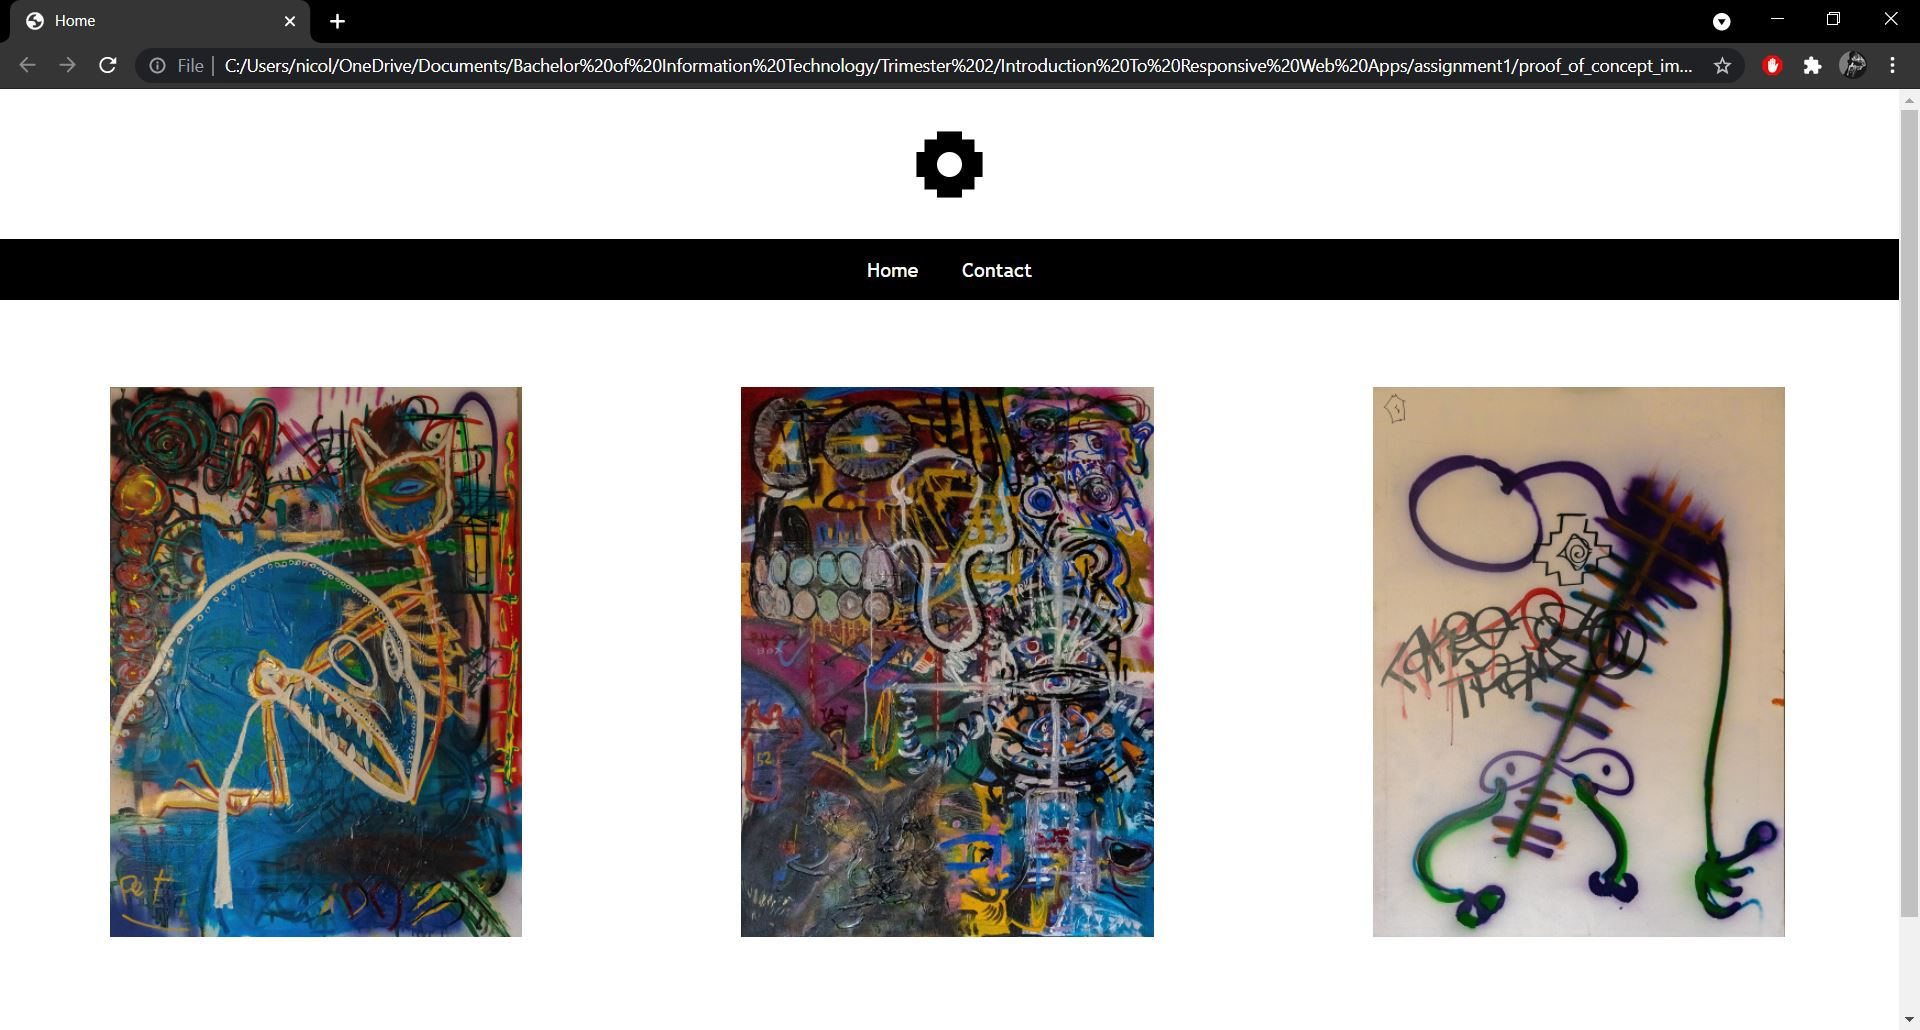 Home
File
C:/Users/nicol/OneDrive/Documents/Bachelor%20of%20Information%20Technology/Trimester%202/Introduction%20To%20Responsive%20Web%20Apps/assignment1/proof_of_concept_im...
Home Contact
52